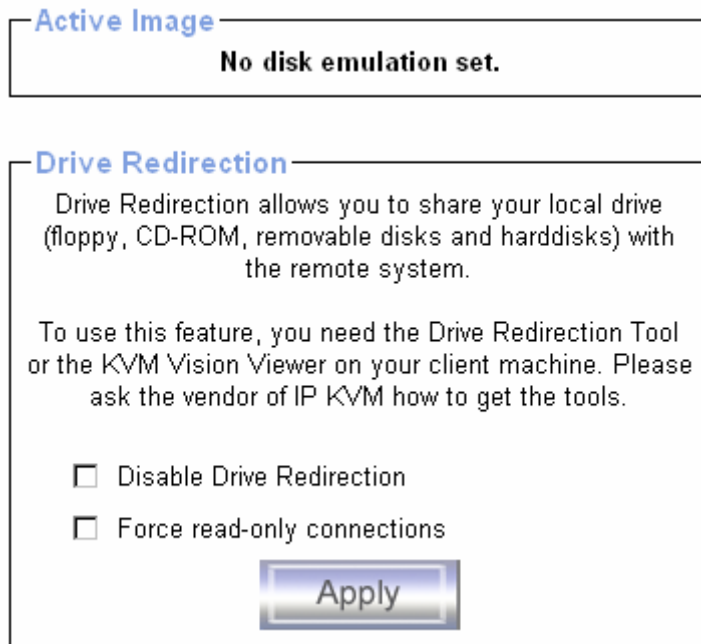 Active Image
No disk emulation set.
Drive Redirection
Drive Redirection allows you to share your local drive
(floppy, CD-ROM, removable disks and harddisks) with
the remote system.
To use this feature, you need the Drive Redirection Tool
or the KVM Vision Viewer on your client machine. Please
ask the vendor of IP KVM how to get the tools.
Disable Drive Redirection
Force read-only connections
Apply